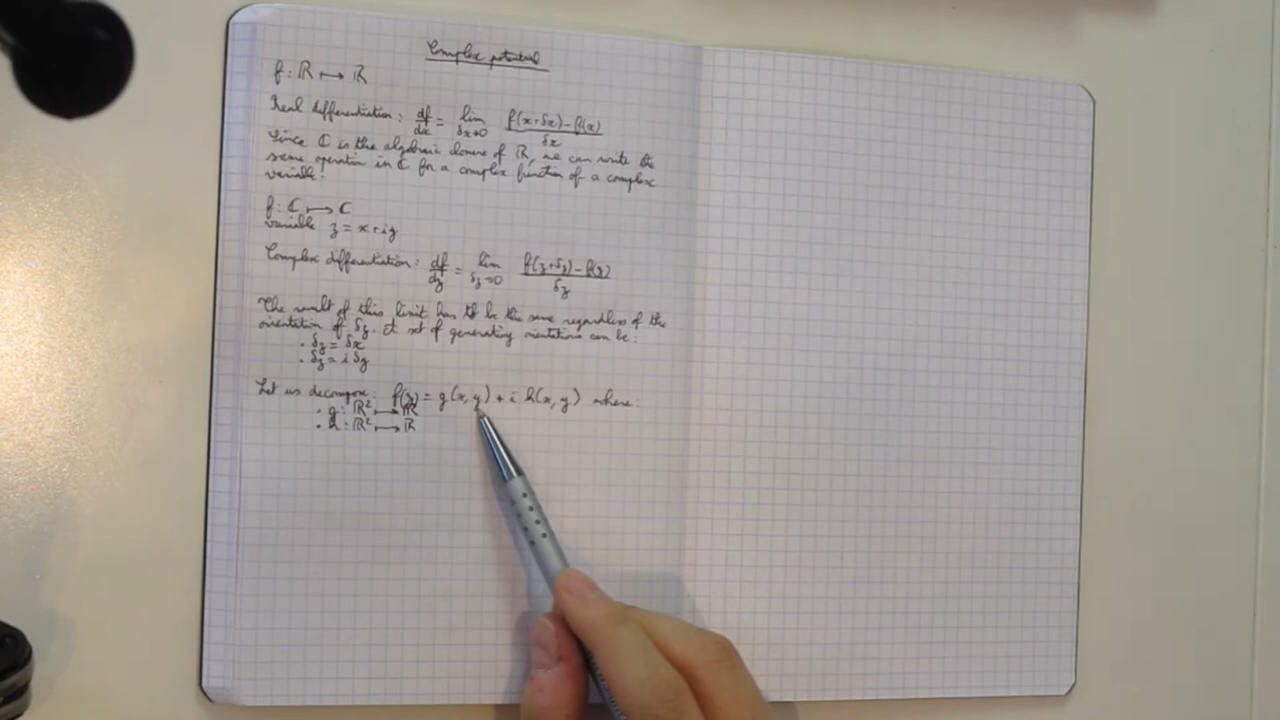 Complex potential
f : ℝ ⟼ ℝ
Real differentiation : df/dx = lim δx→0 (f(x+δx)−f(x))/δx
Since ℂ is the algebraic closure of ℝ, we can write the
same operation in ℂ for a complex function of a complex
variable!
f : ℂ ⟼ ℂ
variable z = x+iy
Complex differentiation : df/dz = lim δz→0 (f(z+δz)−f(z))/δz
The result of this limit has to be the same regardless of the
orientation of δz. A set of generating orientations can be :
• δz = δx
• δz = i δy
Let us decompose : f(z) = g(x, y) + i h(x, y) where :
• g : ℝ² ⟼ ℝ
• h : ℝ² ⟼ ℝ